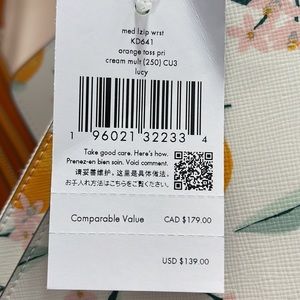 med lzip wrst
KD641
orange toss pri
cream mult (250) CU3
lucy
1 96021 32233 4
Take good care. Here's how.
Prenez-en bien soin. Voici comment.
请妥善维护。这里是具体做法。
お手入れ方法はこちらをご覧ください。
Comparable Value CAD $179.00
USD $139.00